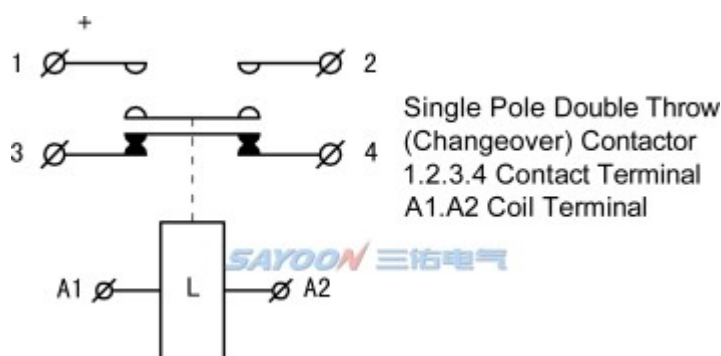 +
1 2
3 4
Single Pole Double Throw
(Changeover) Contactor
1.2.3.4 Contact Terminal
A1.A2 Coil Terminal
SAYOON 三佑电气
A1 L A2